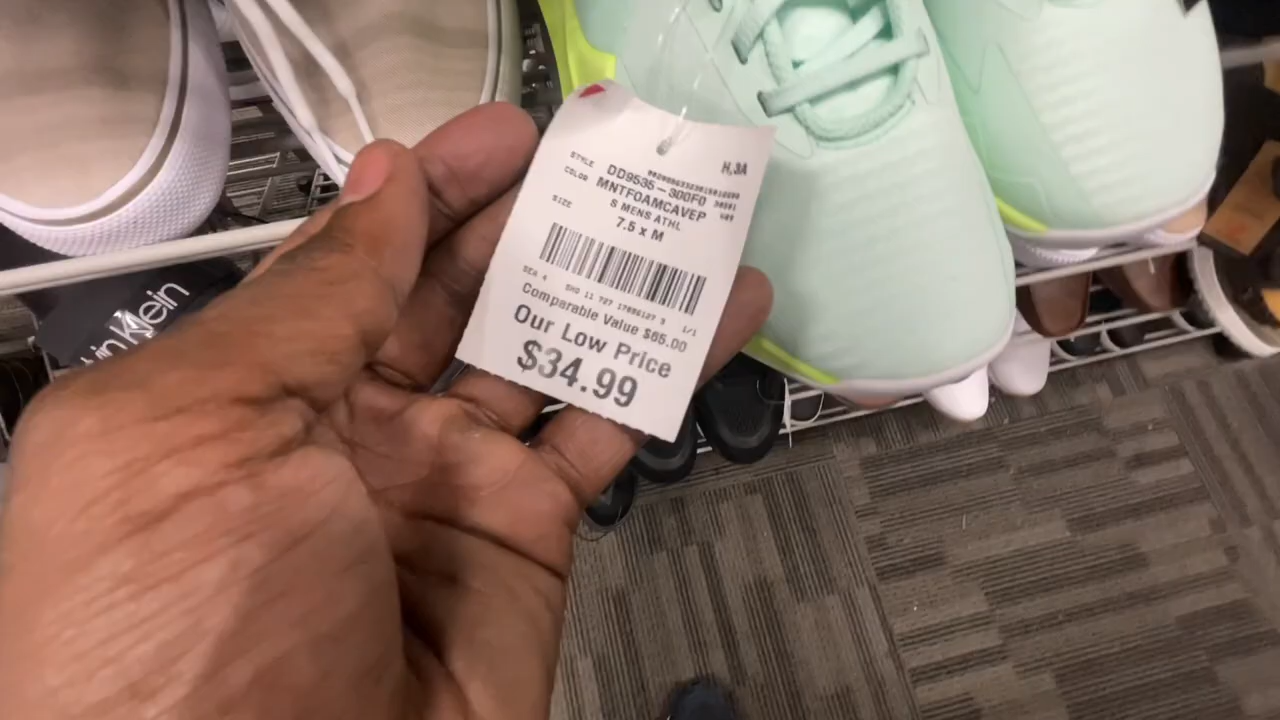 H,3A
STYLE DD9535-300F0
COLOR MNTFOAMCAVEP
S MENS ATHL
SIZE 7.5 x M
Comparable Value $65.00
Our Low Price
$34.99
Klein